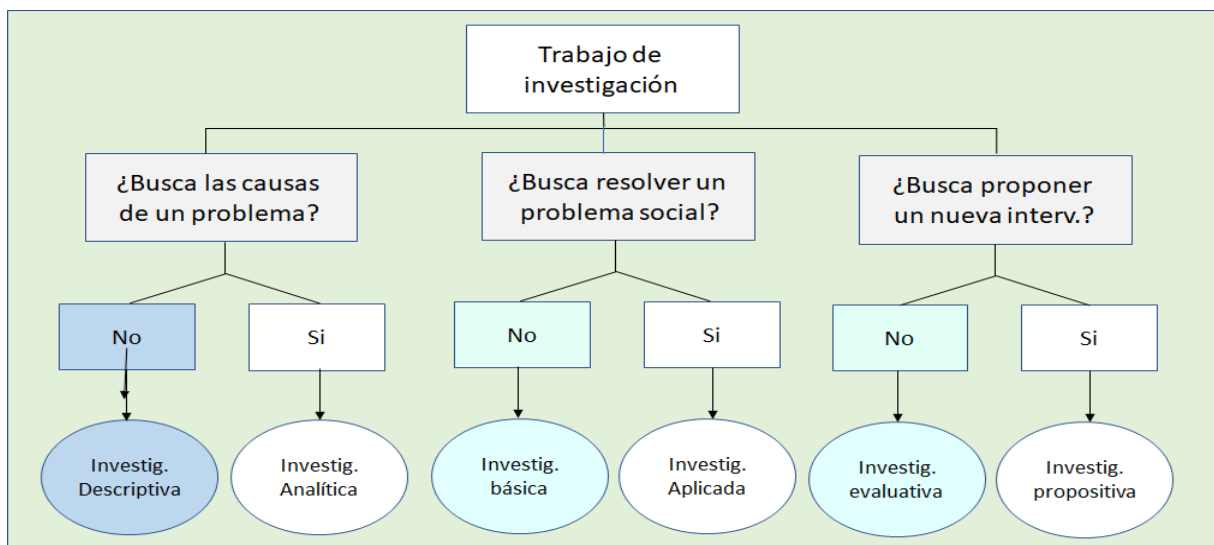 Trabajo de
investigación
¿Busca las causas
de un problema?
¿Busca resolver un
problema social?
¿Busca proponer
un nueva interv.?
No
Si
No
Si
No
Si
Investig.
Descriptiva
Investig.
Analítica
Investig.
básica
Investig.
Aplicada
Investig.
evaluativa
Investig.
propositiva